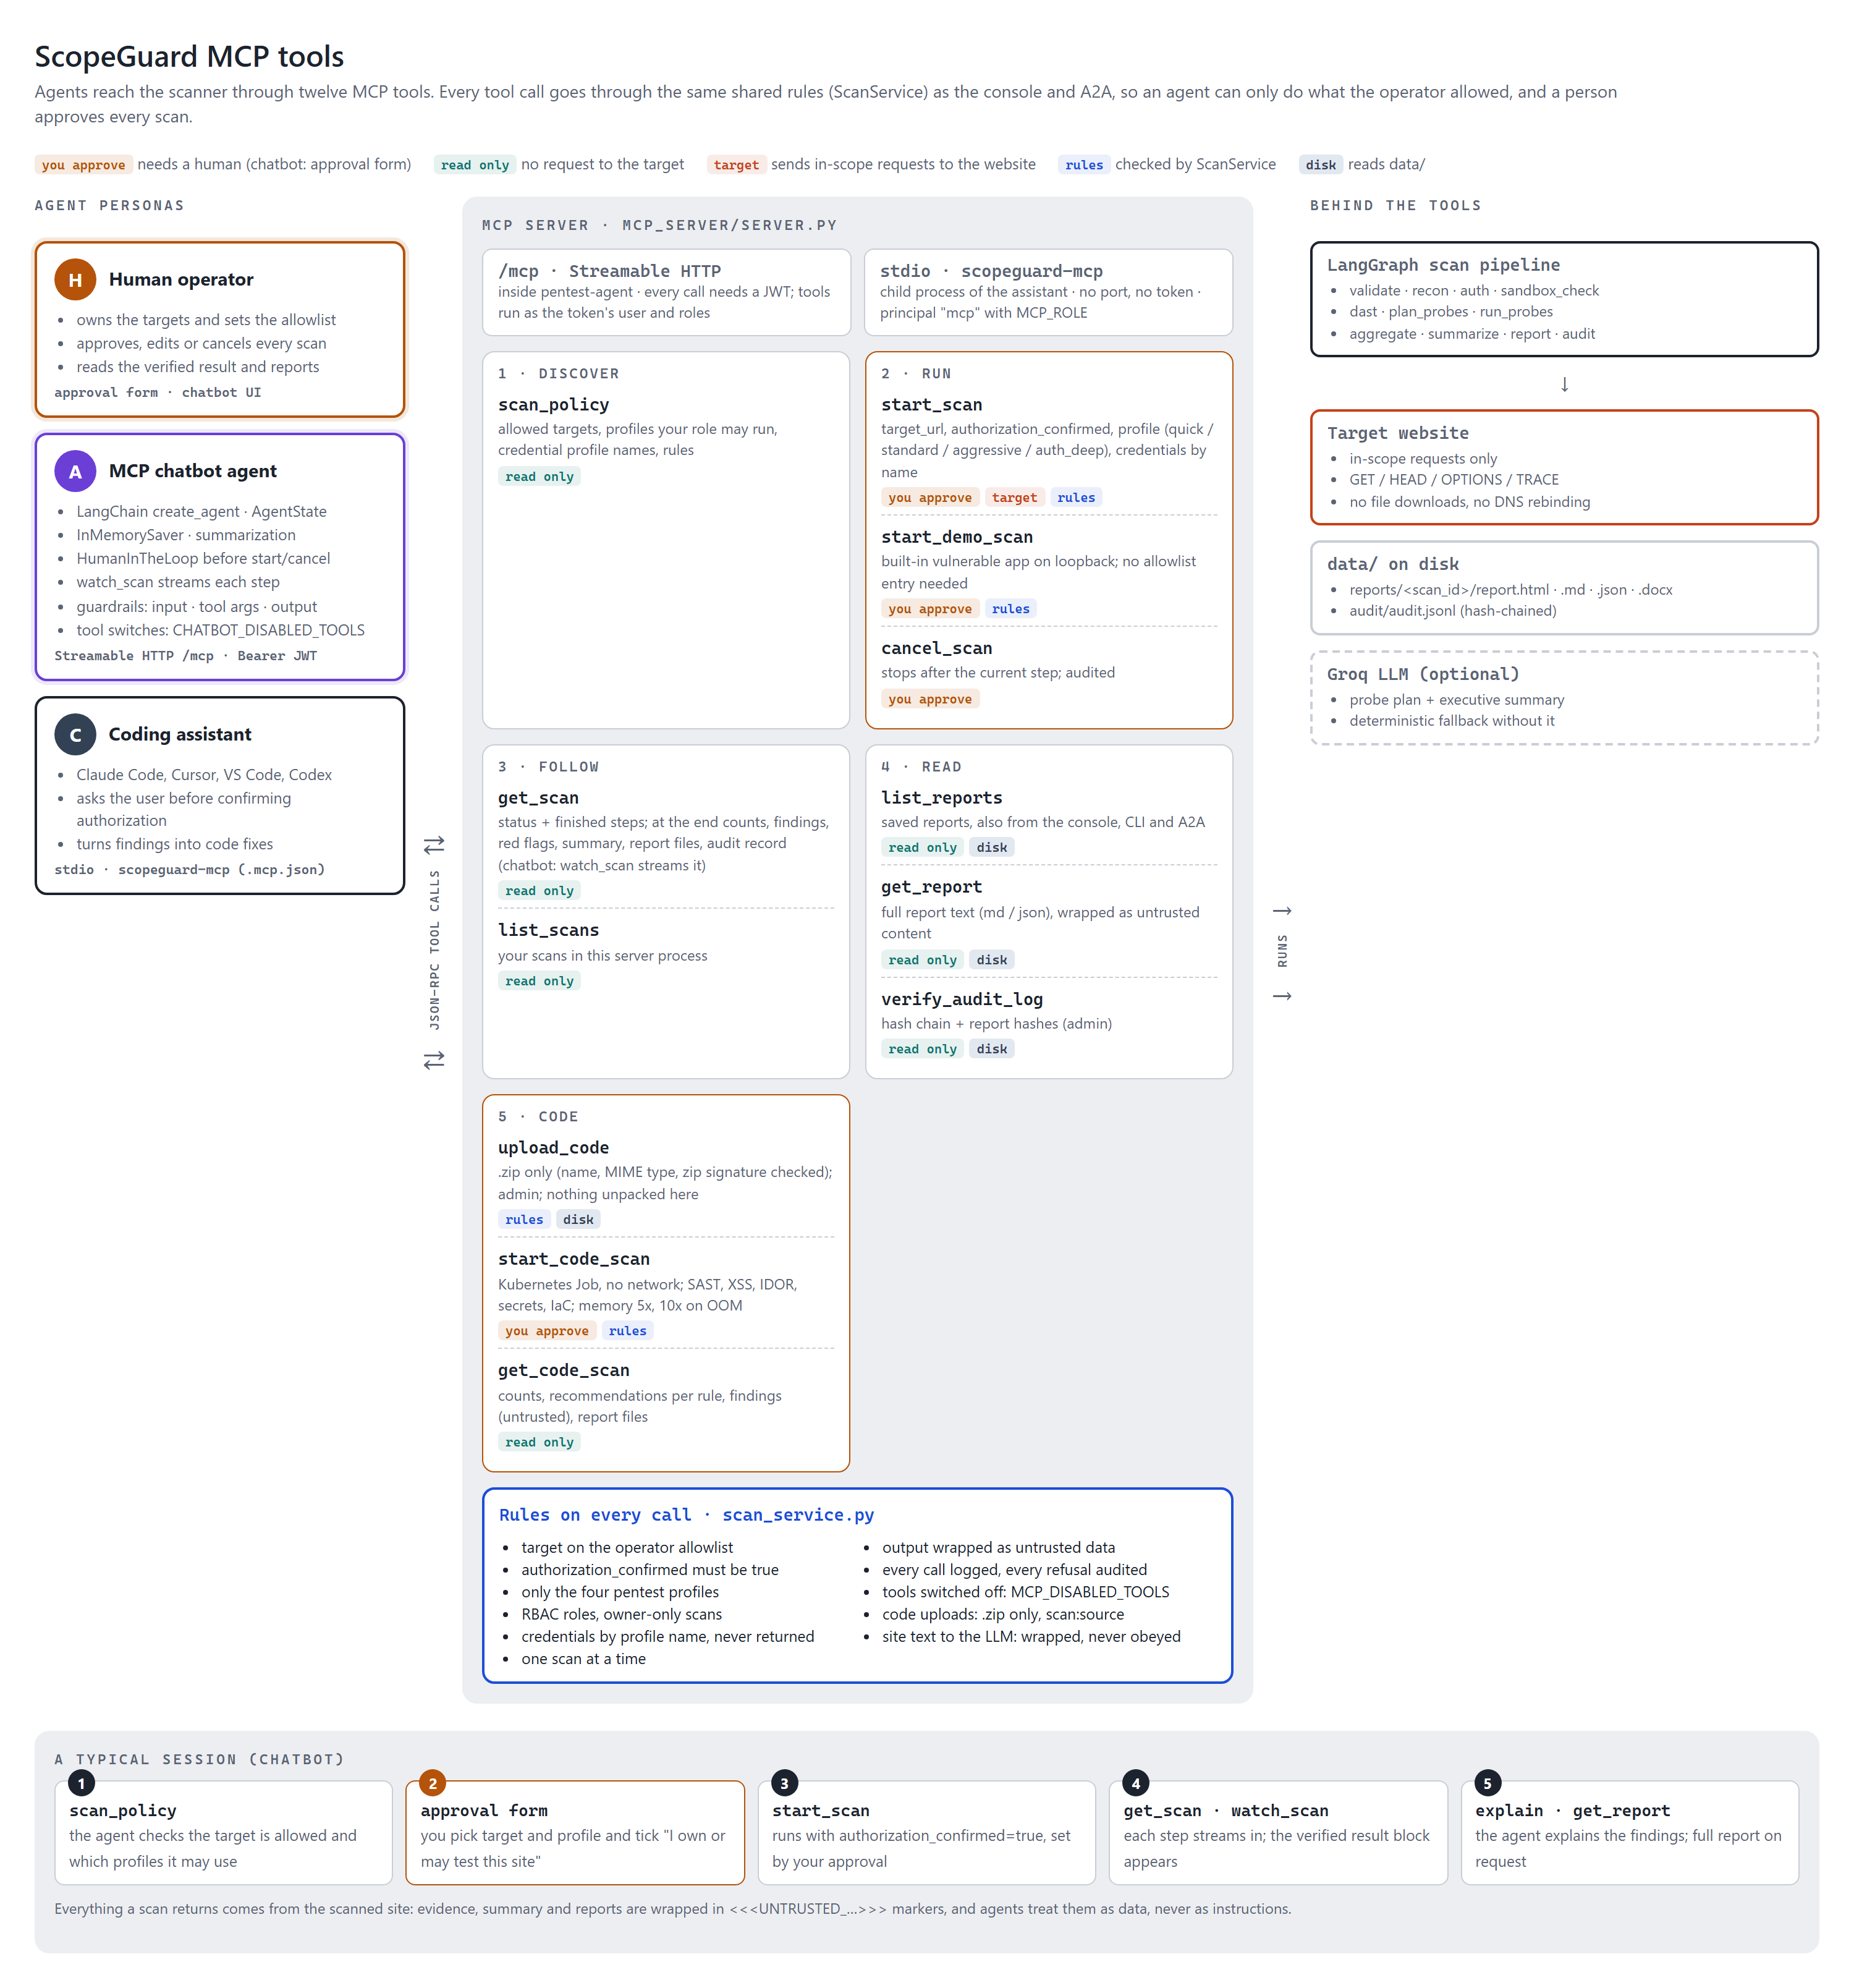 ScopeGuard MCP tools
Agents reach the scanner through twelve MCP tools. Every tool call goes through the same shared rules (ScanService) as the console and A2A, so an agent can only do what the operator allowed, and a person
approves every scan.
you approve needs a human (chatbot: approval form) read only no request to the target target sends in-scope requests to the website rules checked by ScanService disk reads data/
AGENT PERSONAS
H Human operator
• owns the targets and sets the allowlist
• approves, edits or cancels every scan
• reads the verified result and reports
approval form · chatbot UI
A MCP chatbot agent
• LangChain create_agent · AgentState
• InMemorySaver · summarization
• HumanInTheLoop before start/cancel
• watch_scan streams each step
• guardrails: input · tool args · output
• tool switches: CHATBOT_DISABLED_TOOLS
Streamable HTTP /mcp · Bearer JWT
C Coding assistant
• Claude Code, Cursor, VS Code, Codex
• asks the user before confirming
authorization
• turns findings into code fixes
stdio · scopeguard-mcp (.mcp.json)
⇄ JSON-RPC TOOL CALLS ⇄
MCP SERVER · MCP_SERVER/SERVER.PY
/mcp · Streamable HTTP
inside pentest-agent · every call needs a JWT; tools
run as the token's user and roles
stdio · scopeguard-mcp
child process of the assistant · no port, no token ·
principal "mcp" with MCP_ROLE
1 · DISCOVER
scan_policy
allowed targets, profiles your role may run,
credential profile names, rules
read only
2 · RUN
start_scan
target_url, authorization_confirmed, profile (quick /
standard / aggressive / auth_deep), credentials by
name
you approve target rules
start_demo_scan
built-in vulnerable app on loopback; no allowlist
entry needed
you approve rules
cancel_scan
stops after the current step; audited
you approve
3 · FOLLOW
get_scan
status + finished steps; at the end counts, findings,
red flags, summary, report files, audit record
(chatbot: watch_scan streams it)
read only
list_scans
your scans in this server process
read only
4 · READ
list_reports
saved reports, also from the console, CLI and A2A
read only disk
get_report
full report text (md / json), wrapped as untrusted
content
read only disk
verify_audit_log
hash chain + report hashes (admin)
read only disk
5 · CODE
upload_code
.zip only (name, MIME type, zip signature checked);
admin; nothing unpacked here
rules disk
start_code_scan
Kubernetes Job, no network; SAST, XSS, IDOR,
secrets, IaC; memory 5x, 10x on OOM
you approve rules
get_code_scan
counts, recommendations per rule, findings
(untrusted), report files
read only
Rules on every call · scan_service.py
• target on the operator allowlist
• authorization_confirmed must be true
• only the four pentest profiles
• RBAC roles, owner-only scans
• credentials by profile name, never returned
• one scan at a time
• output wrapped as untrusted data
• every call logged, every refusal audited
• tools switched off: MCP_DISABLED_TOOLS
• code uploads: .zip only, scan:source
• site text to the LLM: wrapped, never obeyed
→ RUNS →
BEHIND THE TOOLS
LangGraph scan pipeline
• validate · recon · auth · sandbox_check
• dast · plan_probes · run_probes
• aggregate · summarize · report · audit
↓
Target website
• in-scope requests only
• GET / HEAD / OPTIONS / TRACE
• no file downloads, no DNS rebinding
data/ on disk
• reports/<scan_id>/report.html · .md · .json · .docx
• audit/audit.jsonl (hash-chained)
Groq LLM (optional)
• probe plan + executive summary
• deterministic fallback without it
A TYPICAL SESSION (CHATBOT)
1
scan_policy
the agent checks the target is allowed and
which profiles it may use
2
approval form
you pick target and profile and tick "I own or
may test this site"
3
start_scan
runs with authorization_confirmed=true, set
by your approval
4
get_scan · watch_scan
each step streams in; the verified result block
appears
5
explain · get_report
the agent explains the findings; full report on
request
Everything a scan returns comes from the scanned site: evidence, summary and reports are wrapped in <<<UNTRUSTED_…>>> markers, and agents treat them as data, never as instructions.